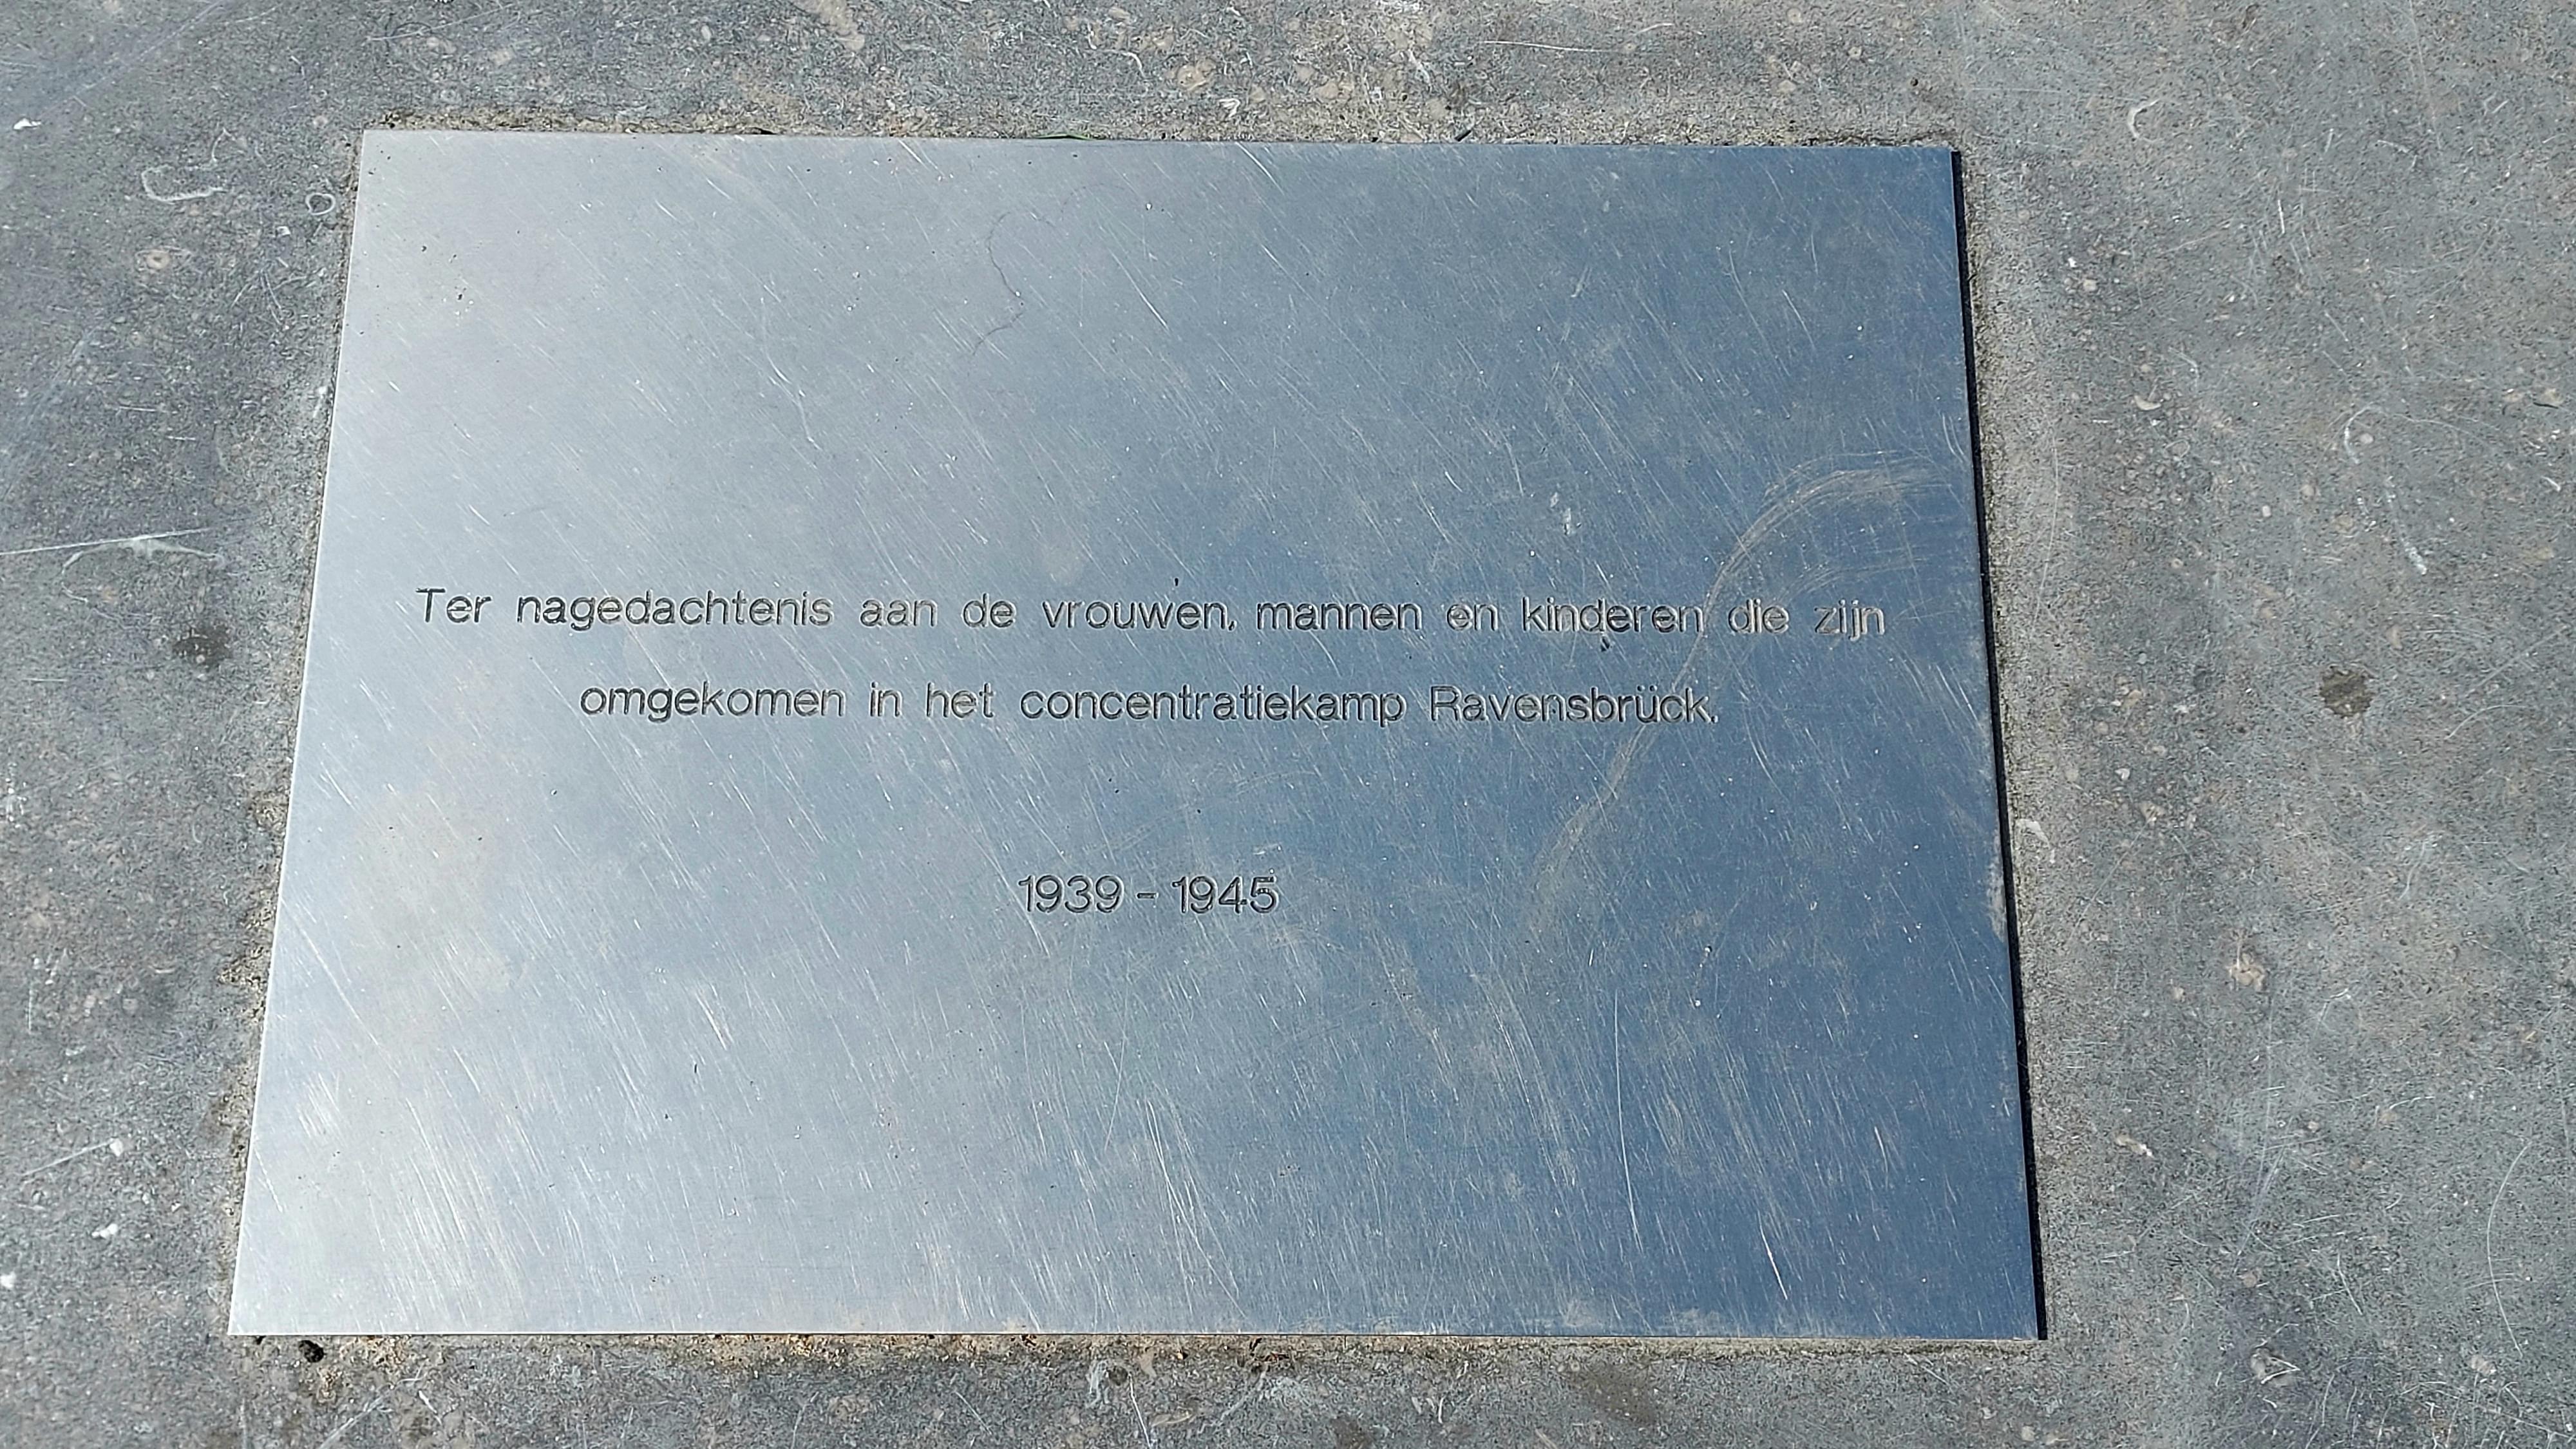 Ter nagedachtenis aan de vrouwen, mannen en kinderen die zijn
omgekomen in het concentratiekamp Ravensbrück.
1939 - 1945